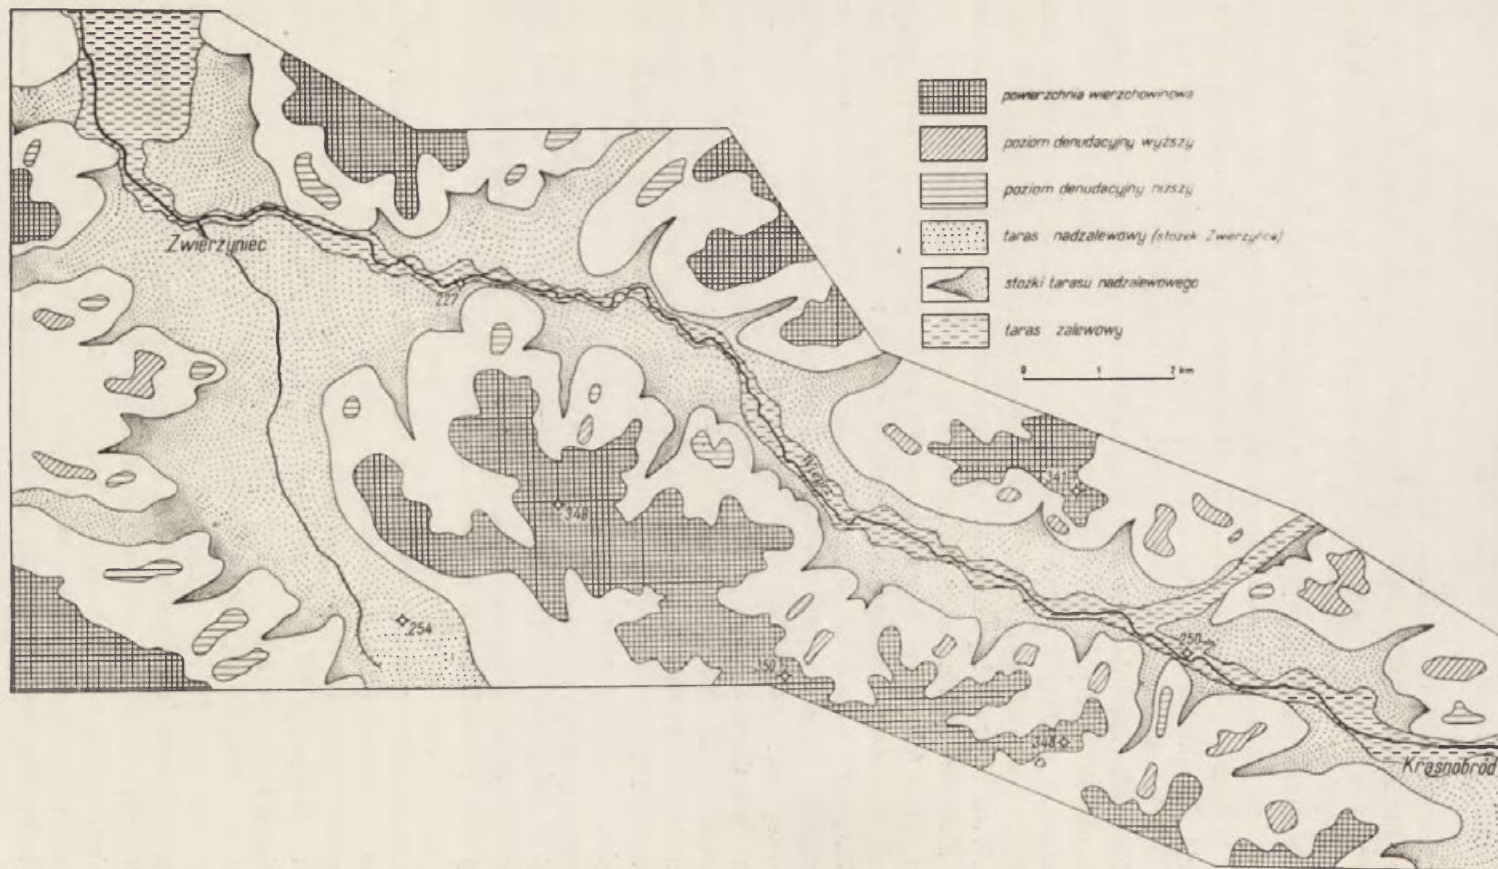 powierzchnia wierzchowinowa
poziom denudacyjny wyższy
poziom denudacyjny niższy
taras nadzalewowy (stożek Zwierzyńca)
stożki tarasu nadzalewowego
taras zalewowy
0 1 2 km
Zwierzyniec
227
341
348
254
250
350
348
Krasnobród